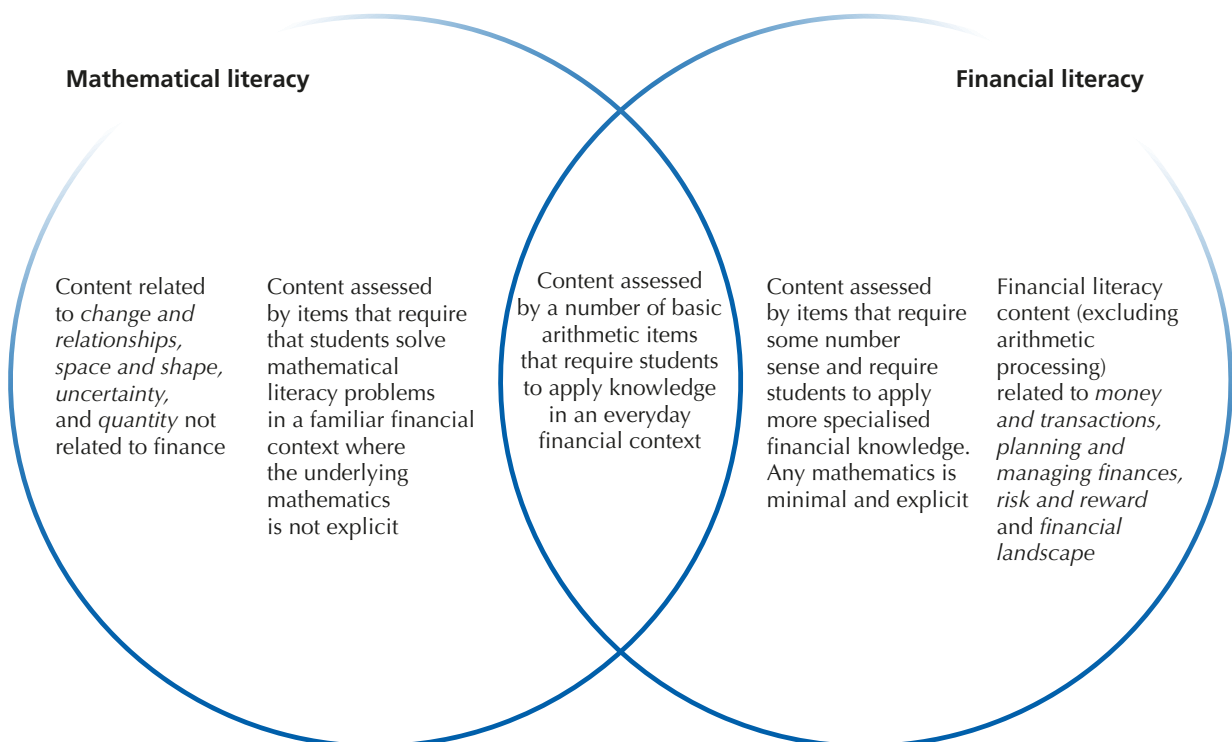 Mathematical literacy
Financial literacy
Content related
to change and
relationships,
space and shape,
uncertainty,
and quantity not
related to finance
Content assessed
by items that require
that students solve
mathematical
literacy problems
in a familiar financial
context where
the underlying
mathematics
is not explicit
Content assessed
by a number of basic
arithmetic items
that require students
to apply knowledge
in an everyday
financial context
Content assessed
by items that require
some number
sense and require
students to apply
more specialised
financial knowledge.
Any mathematics is
minimal and explicit
Financial literacy
content (excluding
arithmetic
processing)
related to money
and transactions,
planning and
managing finances,
risk and reward
and financial
landscape